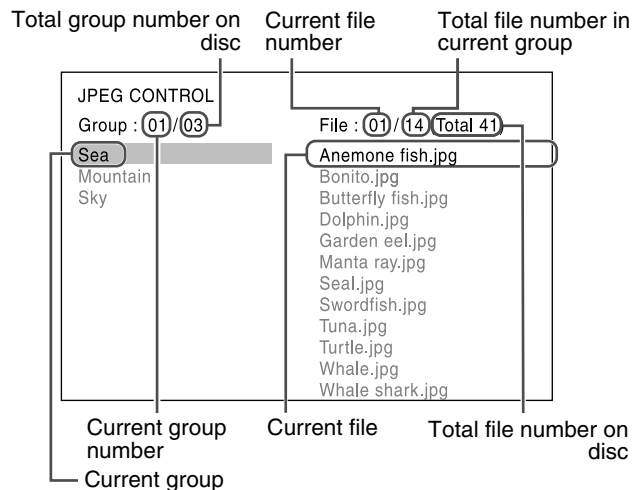 Total group number on
disc
Current file
number
Total file number in
current group
JPEG CONTROL
Group : 01/03
File : 01/14 Total 41
Sea
Mountain
Sky
Anemone fish.jpg
Bonito.jpg
Butterfly fish.jpg
Dolphin.jpg
Garden eel.jpg
Manta ray.jpg
Seal.jpg
Swordfish.jpg
Tuna.jpg
Turtle.jpg
Whale.jpg
Whale shark.jpg
Current group
number
Current file
Total file number on
disc
Current group